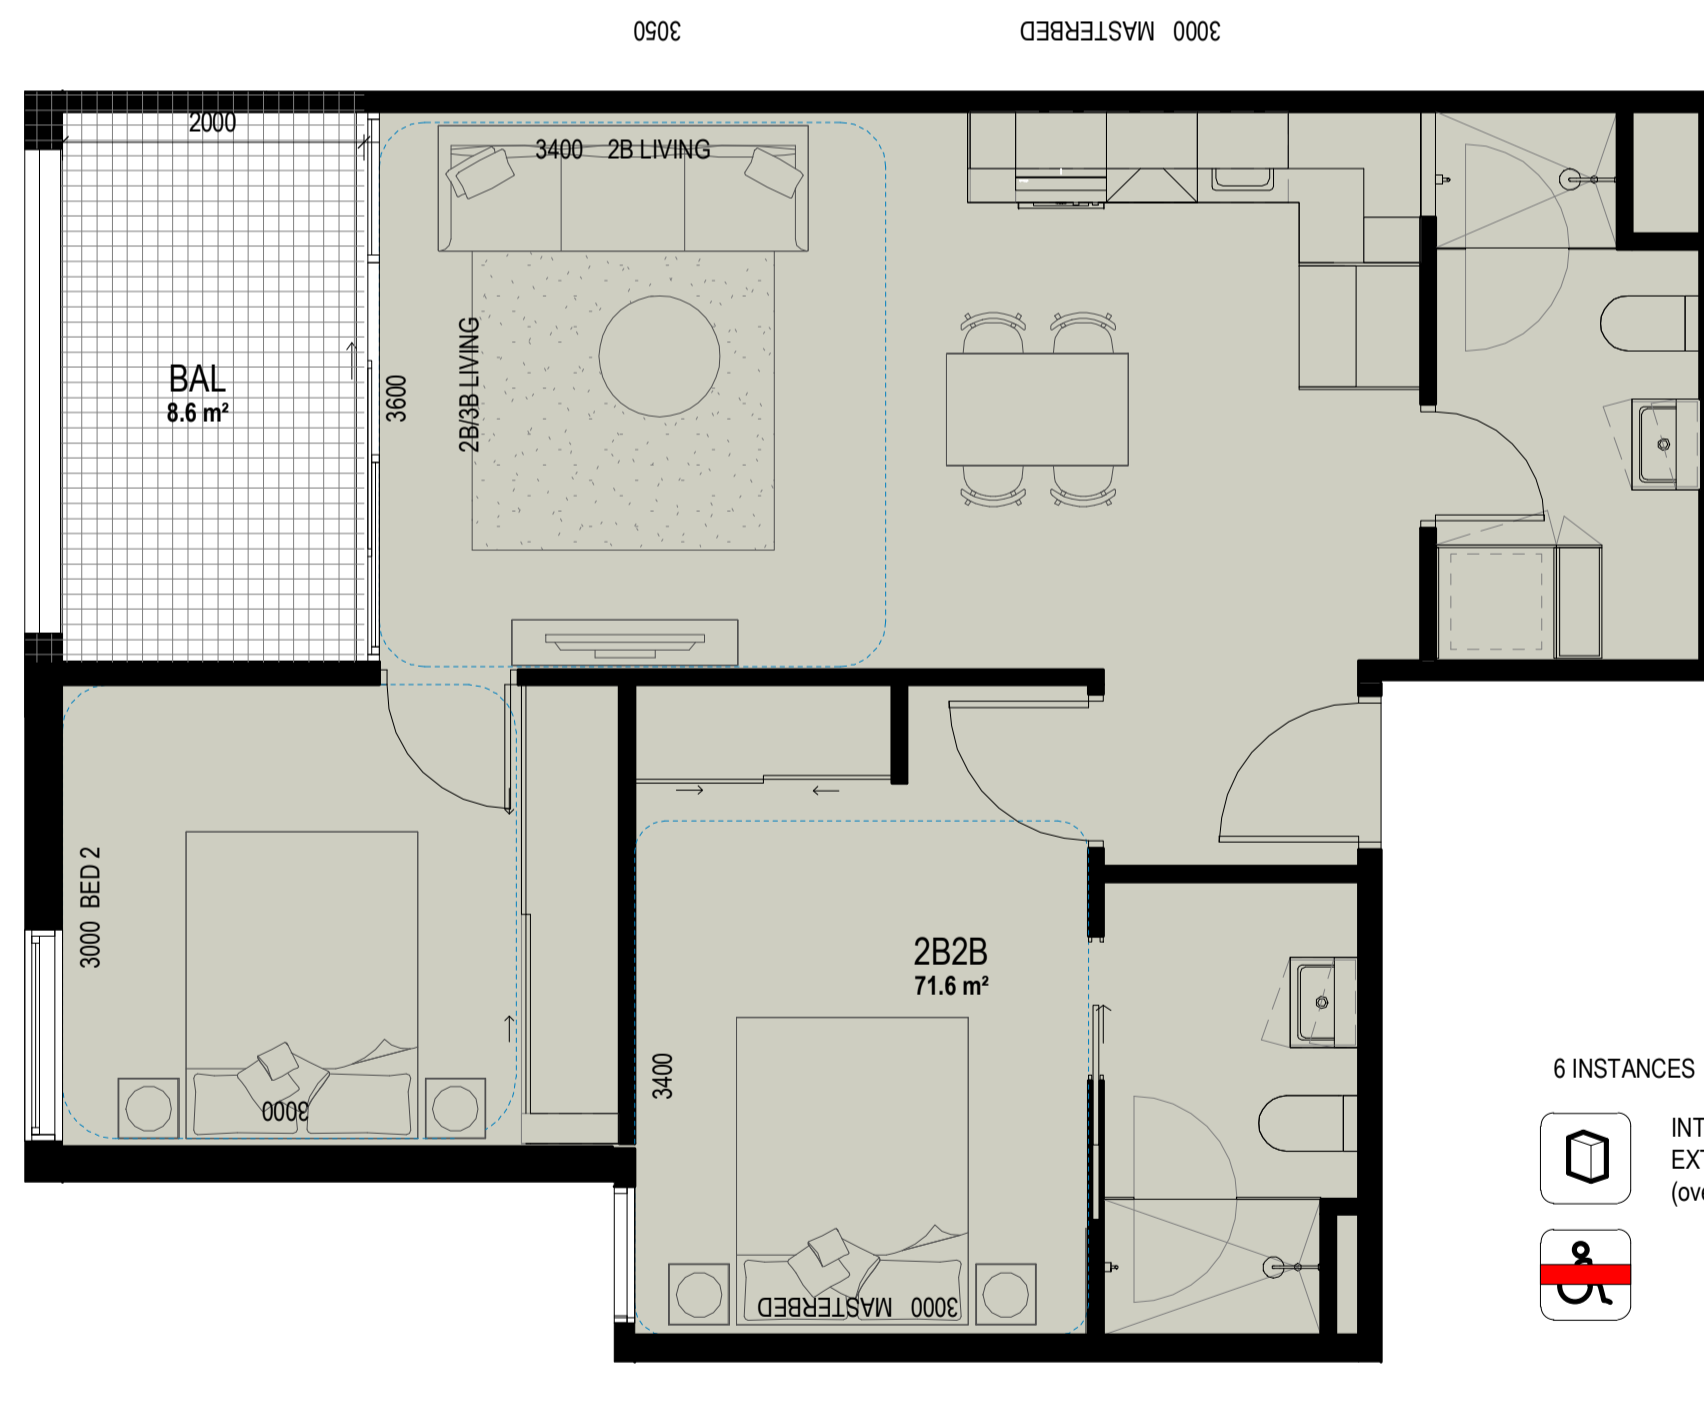 3050
3000 MASTERBED
2000
3400 2B LIVING
2B/3B LIVING
3600
BAL
8.6 m²
3000 BED 2
3000
2B2B
71.6 m²
3400
3000 MASTERBED
6 INSTANCES
INT
EXT
(ove